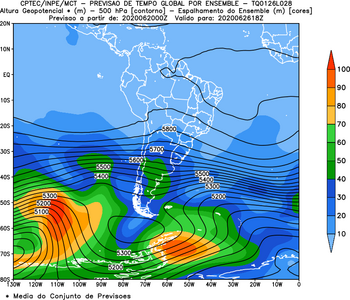 CPTEC/INPE/MCT - PREVISAO DE TEMPO GLOBAL POR ENSEMBLE - TQ0126L028
Altura Geopotencial * (m) - 500 hPa [contorno] - Espalhamento do Ensemble (m) [cores]
Previsao a partir de: 2020062000Z Valido para: 2020062618Z
20N
10N
EQ
10S
20S
30S
40S
50S
60S
70S
80S
5800
5700
5600
5500
5400
5500
5400
5300
5200
5300
5200
5100
5300
5200
130W 120W 110W 100W 90W 80W 70W 60W 50W 40W 30W 20W 10W 0
100
90
80
70
60
50
40
30
20
10
* Media do Conjunto de Previsoes